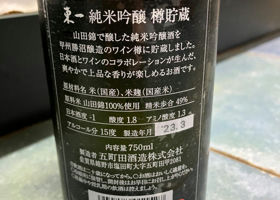 東一 純米吟醸 樽貯蔵
山田錦で醸した純米吟醸酒を
甲州勝沼醸造のワイン樽に貯蔵しました。
日本酒とワインのコラボレーションが生んだ、
爽やかで上品な香りが楽しめるお酒です。
原材料名 米(国産)、米麹(国産米)
原料米 山田錦100%使用 精米歩合 49%
日本酒度 -1 酸度 1.8 アミノ酸度 1.3
アルコール分 15度 製造年月 23.3
内容量 750ml
製造者 五町田酒造株式会社
佐賀県嬉野市塩田町大字五町田甲2081